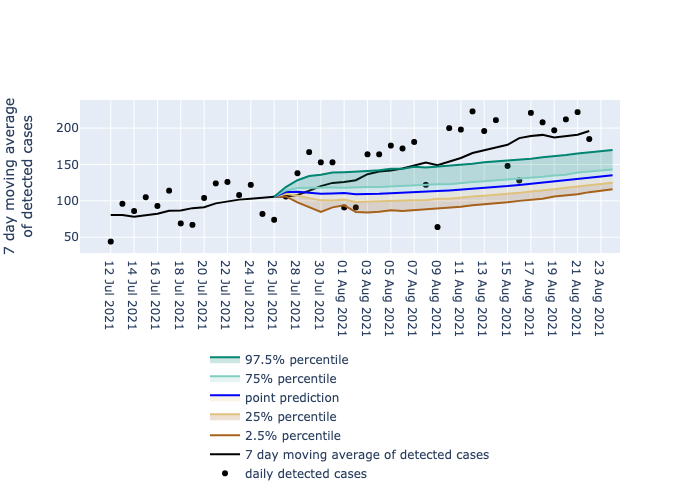 7 day moving average
of detected cases
200
150
100
50
12 Jul 2021
14 Jul 2021
16 Jul 2021
18 Jul 2021
20 Jul 2021
22 Jul 2021
24 Jul 2021
26 Jul 2021
28 Jul 2021
30 Jul 2021
01 Aug 2021
03 Aug 2021
05 Aug 2021
07 Aug 2021
09 Aug 2021
11 Aug 2021
13 Aug 2021
15 Aug 2021
17 Aug 2021
19 Aug 2021
21 Aug 2021
23 Aug 2021
97.5% percentile
75% percentile
point prediction
25% percentile
2.5% percentile
7 day moving average of detected cases
daily detected cases